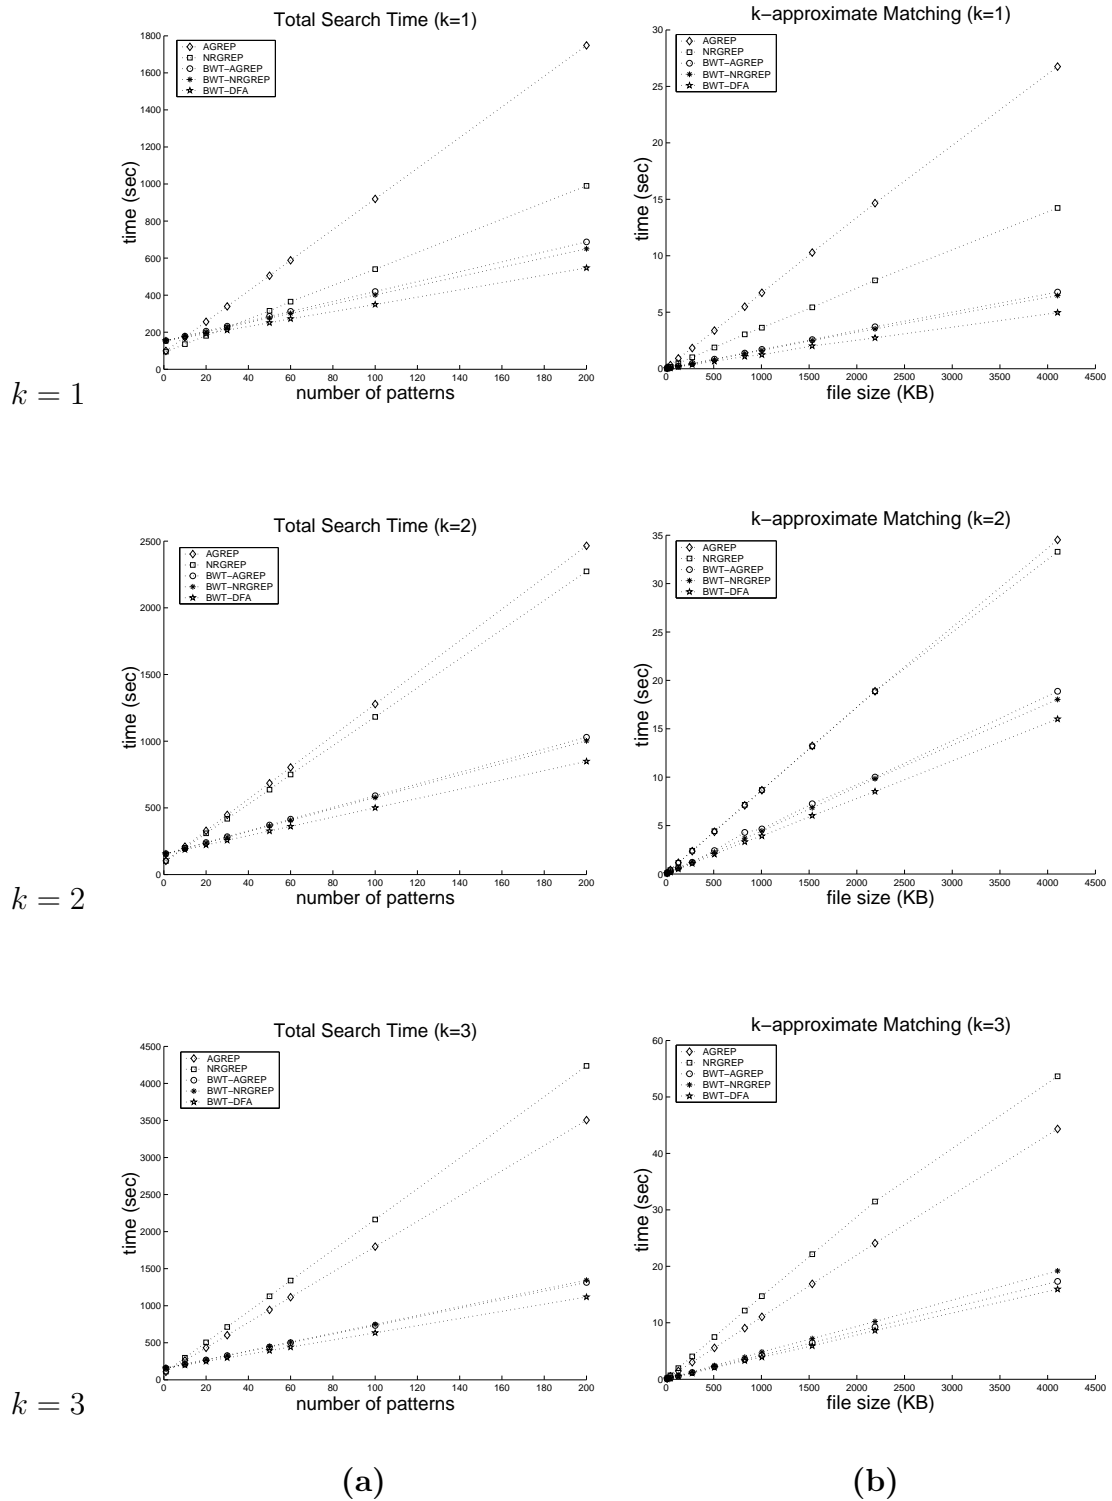 Total Search Time (k=1)
1800
1600
1400
1200
1000
800
600
400
200
0
time (sec)
AGREP
NRGREP
BWT−AGREP
BWT−NRGREP
BWT−DFA
0 20 40 60 80 100 120 140 160 180 200
number of patterns
k−approximate Matching (k=1)
30
25
20
15
10
5
0
time (sec)
AGREP
NRGREP
BWT−AGREP
BWT−NRGREP
BWT−DFA
0 500 1000 1500 2000 2500 3000 3500 4000 4500
file size (KB)
k = 1
Total Search Time (k=2)
2500
2000
1500
1000
500
0
time (sec)
AGREP
NRGREP
BWT−AGREP
BWT−NRGREP
BWT−DFA
0 20 40 60 80 100 120 140 160 180 200
number of patterns
k−approximate Matching (k=2)
35
30
25
20
15
10
5
0
time (sec)
AGREP
NRGREP
BWT−AGREP
BWT−NRGREP
BWT−DFA
0 500 1000 1500 2000 2500 3000 3500 4000 4500
file size (KB)
k = 2
Total Search Time (k=3)
4500
4000
3500
3000
2500
2000
1500
1000
500
0
time (sec)
AGREP
NRGREP
BWT−AGREP
BWT−NRGREP
BWT−DFA
0 20 40 60 80 100 120 140 160 180 200
number of patterns
k−approximate Matching (k=3)
60
50
40
30
20
10
0
time (sec)
AGREP
NRGREP
BWT−AGREP
BWT−NRGREP
BWT−DFA
0 500 1000 1500 2000 2500 3000 3500 4000 4500
file size (KB)
k = 3
(a)
(b)